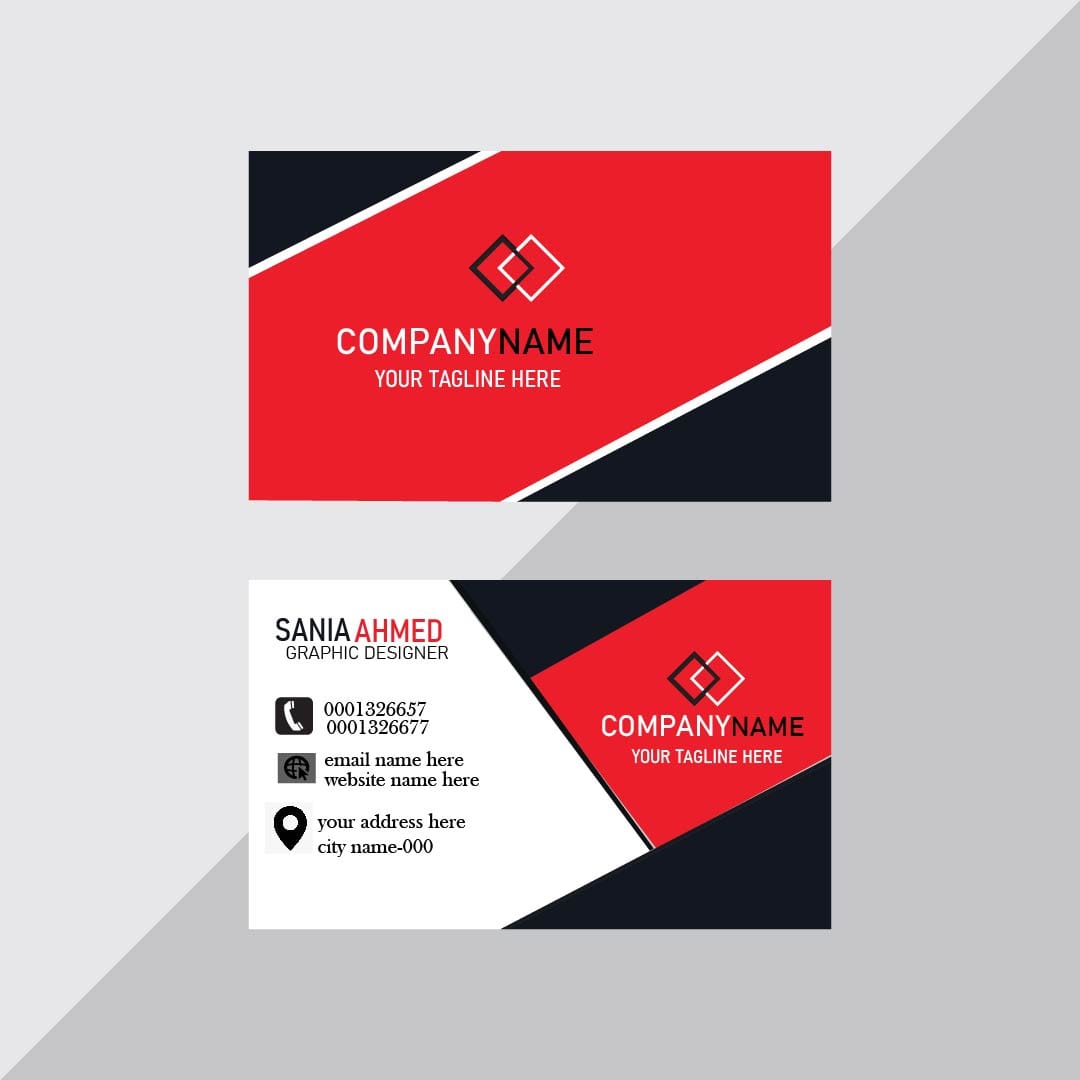 COMPANYNAME
YOUR TAGLINE HERE
SANIA AHMED
GRAPHIC DESIGNER
0001326657
0001326677
email name here
website name here
your address here
city name-000
COMPANYNAME
YOUR TAGLINE HERE